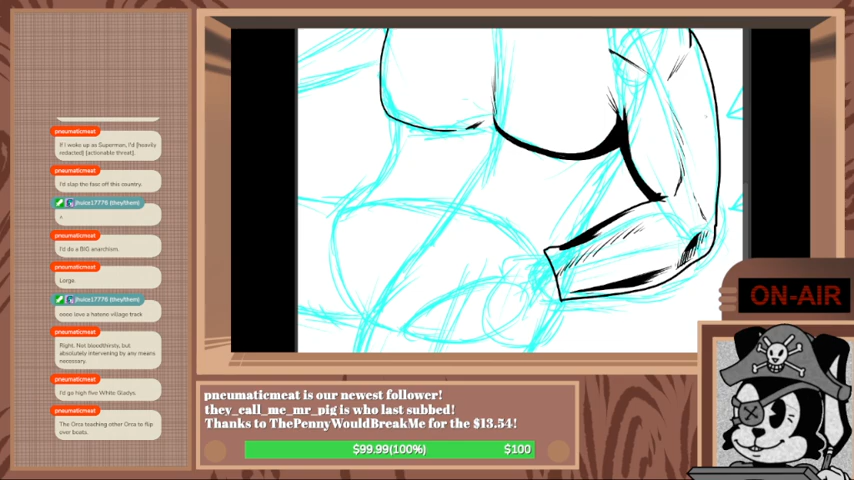 pneumaticmeat
If I woke up as Superman, I'd [heavily
redacted] [actionable threat].
pneumaticmeat
I'd slap the fasc off this country.
jhuice17776 (they/them)
^
pneumaticmeat
I'd do a BIG anarchism.
pneumaticmeat
Lorge.
jhuice17776 (they/them)
oooo love a hatene village track
pneumaticmeat
Right. Not bloodthirsty, but
absolutely intervening by any means
necessary.
pneumaticmeat
I'd go high five White Gladys.
pneumaticmeat
The Orca teaching other Orca to flip
over boats.
ON-AIR
pneumaticmeat is our newest follower!
they_call_me_mr_pig is who last subbed!
Thanks to ThePennyWouldBreakMe for the $13.54!
$99.99(100%)
$100